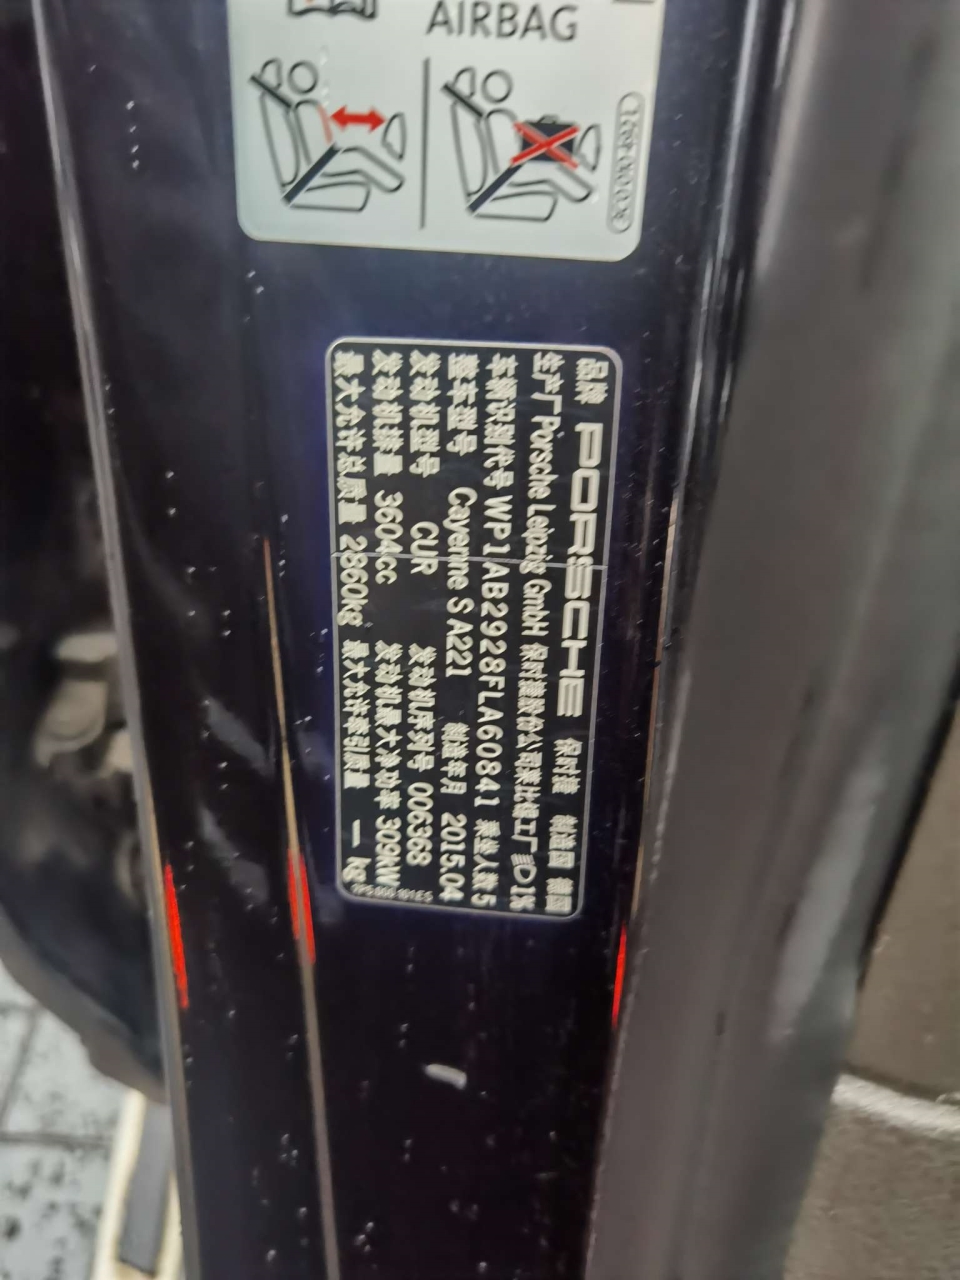 AIRBAG
品牌 PORSCHE 保时捷 制造国 德国
生产厂 Porsche Leipzig GmbH 保时捷股份公司莱比锡工厂 1%
车辆识别代号 WP1AB2928FLA60841 乘坐人数 5
整车型号 Cayenne S A221 制造年月 2015.04
发动机型号 CUR 发动机序列号 006368
发动机排量 3604cc 发动机最大净功率 309KW
最大允许总质量 2860kg 最大允许牵引质量 — kg